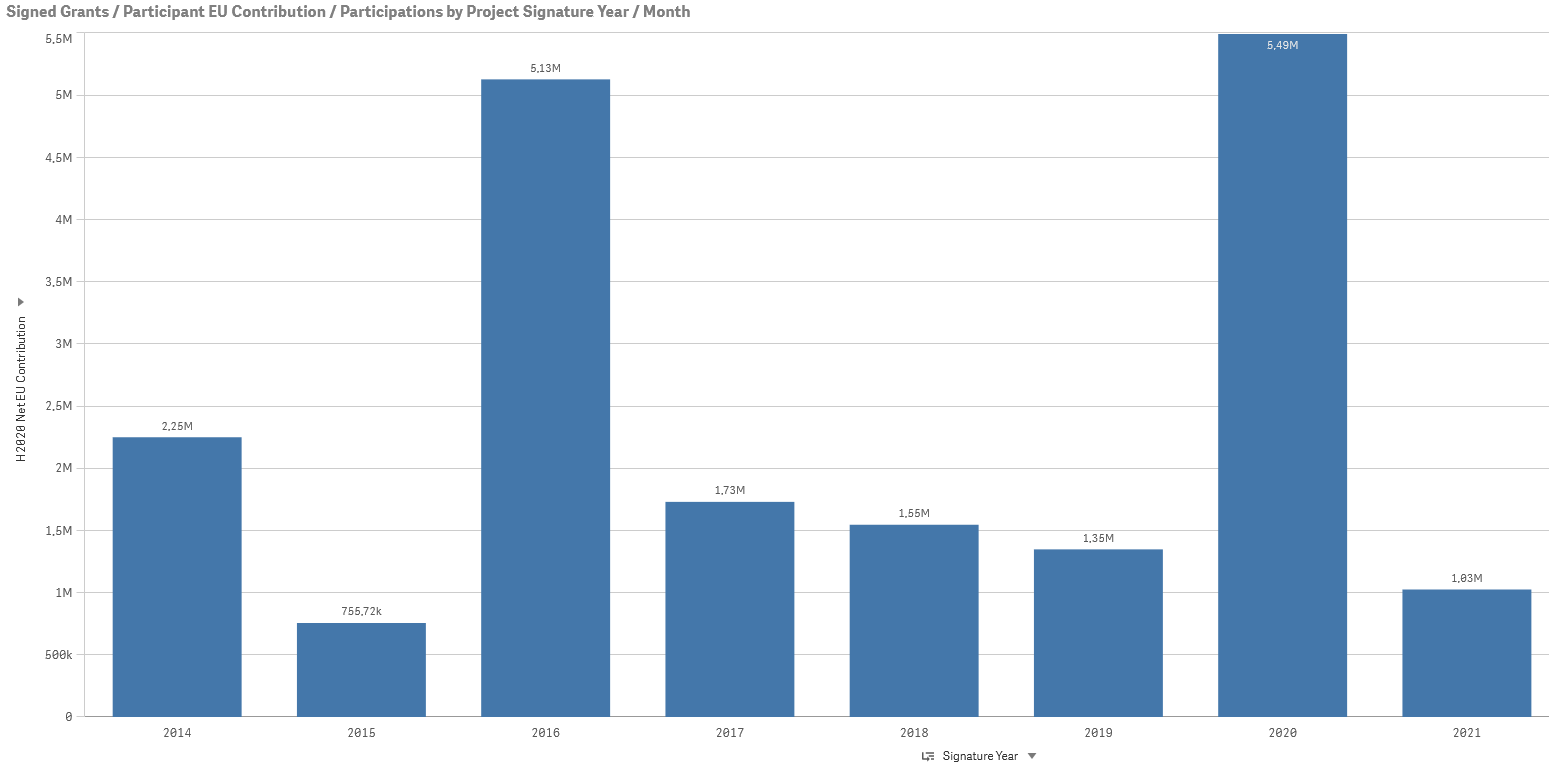 Signed Grants / Participant EU Contribution / Participations by Project Signature Year / Month
5,5M
5M
4,5M
4M
3,5M
3M
2,5M
2M
1,5M
1M
500k
0
H2020 Net EU Contribution
2,25M
755,72k
5,13M
1,73M
1,55M
1,35M
5,49M
1,03M
2014
2015
2016
2017
2018
2019
2020
2021
Signature Year